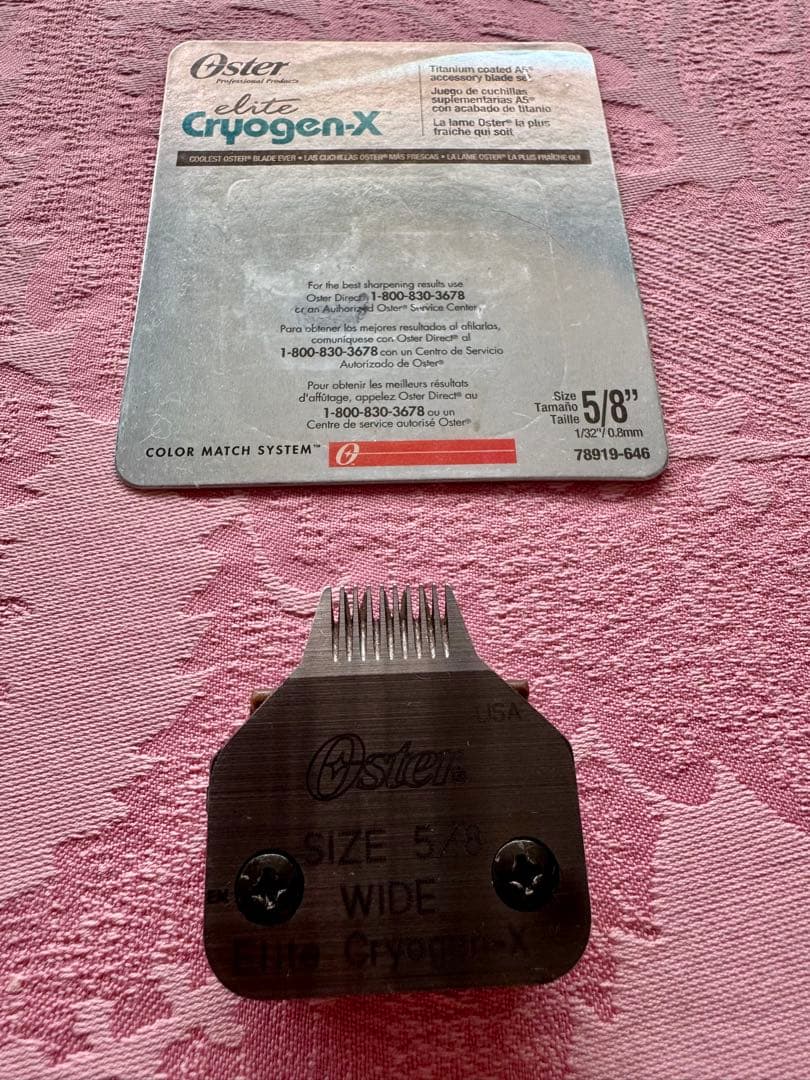 Oster
Professional Products
elite
Cryogen-X
Titanium coated A5®
accessory blade set
Juego de cuchillas
suplementarias A5®
con acabado de titanio
La lame Oster® la plus
fraîche qui soit
COOLEST OSTER® BLADE EVER • LAS CUCHILLAS OSTER® MÁS FRESCAS • LA LAME OSTER® LA PLUS FRAÎCHE QUI
For the best sharpening results use
Oster Direct® 1-800-830-3678
or an Authorized Oster® Service Center
Para obtener los mejores resultados al afilarlas,
comuníquese con Oster Direct® al
1-800-830-3678 con un Centro de Servicio
Autorizado de Oster®
Pour obtenir les meilleurs résultats
d'affûtage, appelez Oster Direct® au
1-800-830-3678 ou un
Centre de service autorisé Oster®
Size
Tamaño
Taille
5/8"
1/32"/0.8mm
COLOR MATCH SYSTEM™
78919-646
USA
Oster®
SIZE 5/8
WIDE
Elite Cryogen-X